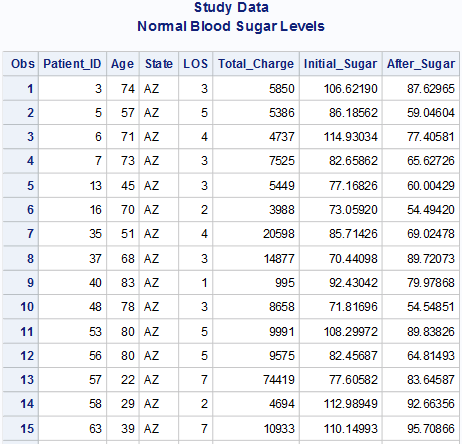 Study Data
Normal Blood Sugar Levels
Obs Patient_ID Age State LOS Total_Charge Initial_Sugar After_Sugar
1 3 74 AZ 3 5850 106.62190 87.62965
2 5 57 AZ 5 5386 86.18562 59.04604
3 6 71 AZ 4 4737 114.93034 77.40581
4 7 73 AZ 3 7525 82.65862 65.62726
5 13 45 AZ 3 5449 77.16826 60.00429
6 16 70 AZ 2 3988 73.05920 54.49420
7 35 51 AZ 4 20598 85.71426 69.02478
8 37 68 AZ 3 14877 70.44098 89.72073
9 40 83 AZ 1 995 92.43042 79.97868
10 48 78 AZ 3 8658 71.81696 54.54851
11 53 80 AZ 5 9991 108.29972 89.83826
12 56 80 AZ 5 9575 82.45687 64.81493
13 57 22 AZ 7 74419 77.60582 83.64587
14 58 29 AZ 2 4694 112.98949 92.66356
15 63 39 AZ 7 10933 110.14993 95.70866